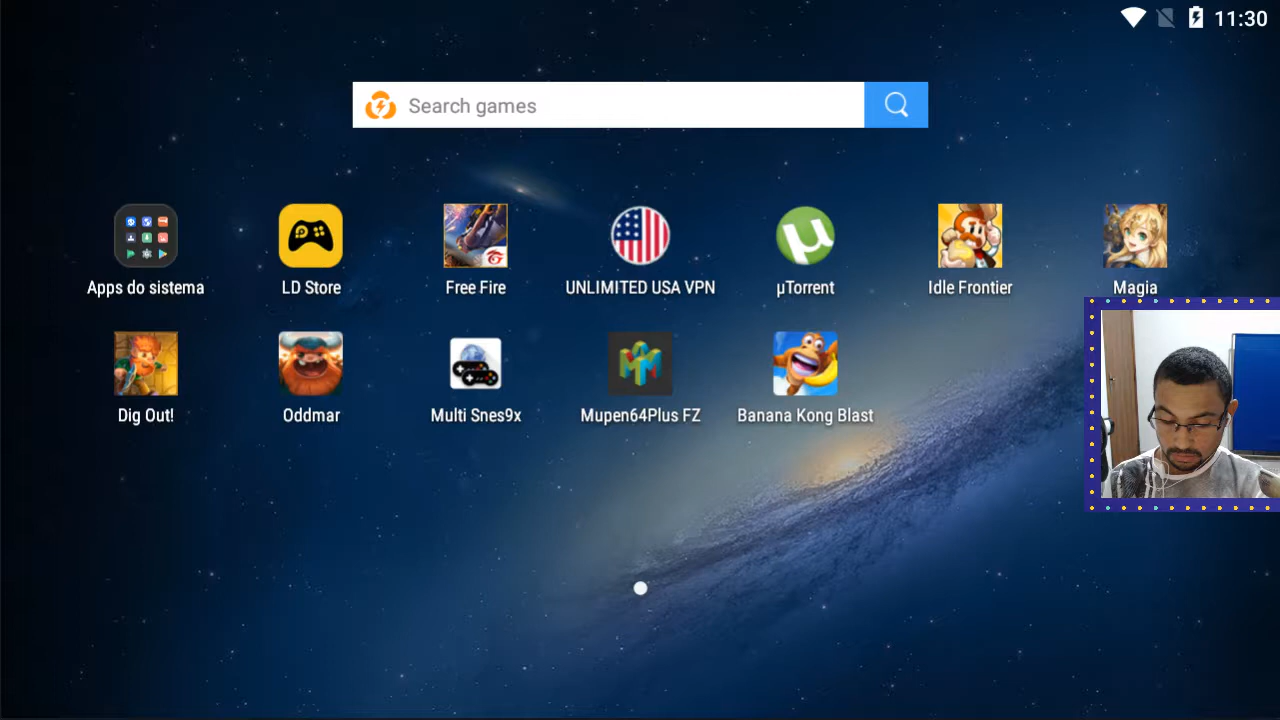 11:30
Search games
Apps do sistema
LD Store
Free Fire
UNLIMITED USA VPN
µTorrent
Idle Frontier
Magia
Dig Out!
Oddmar
Multi Snes9x
Mupen64Plus FZ
Banana Kong Blast